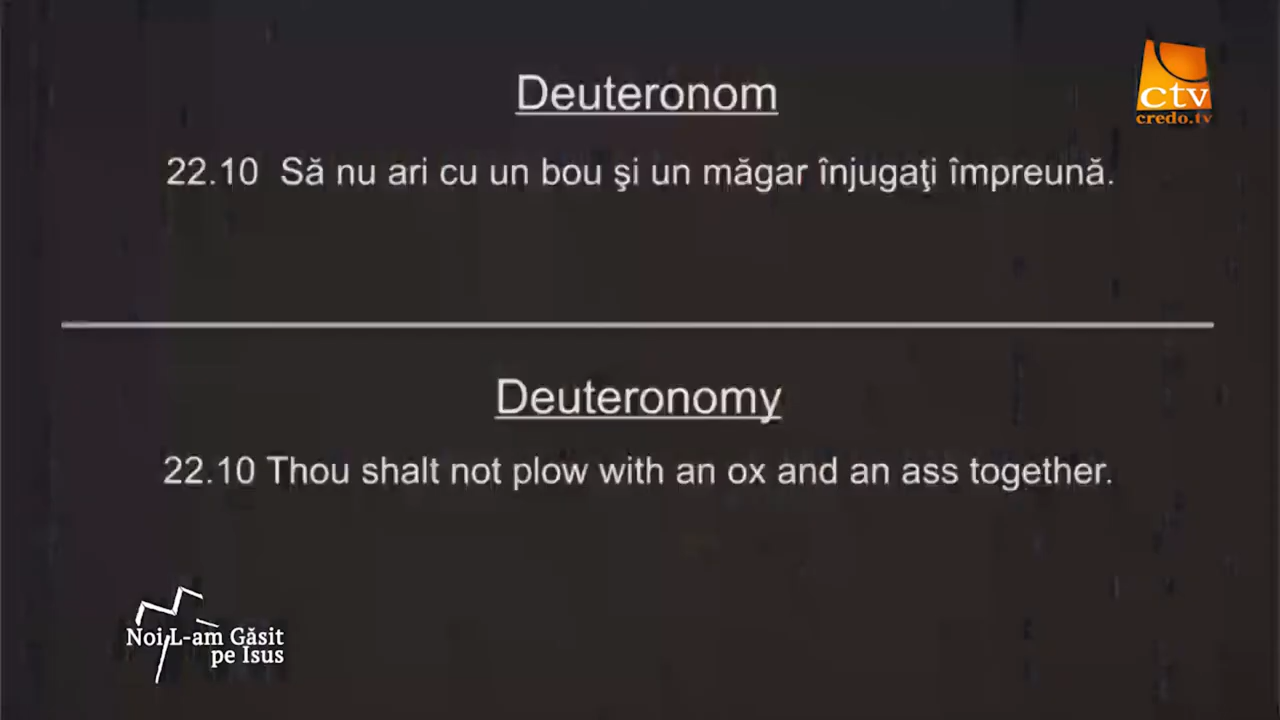 Deuteronom
22.10 Să nu ari cu un bou şi un măgar înjugaţi împreună.
Deuteronomy
22.10 Thou shalt not plow with an ox and an ass together.
ctv
credo.tv
Noi L-am Găsit
pe Isus